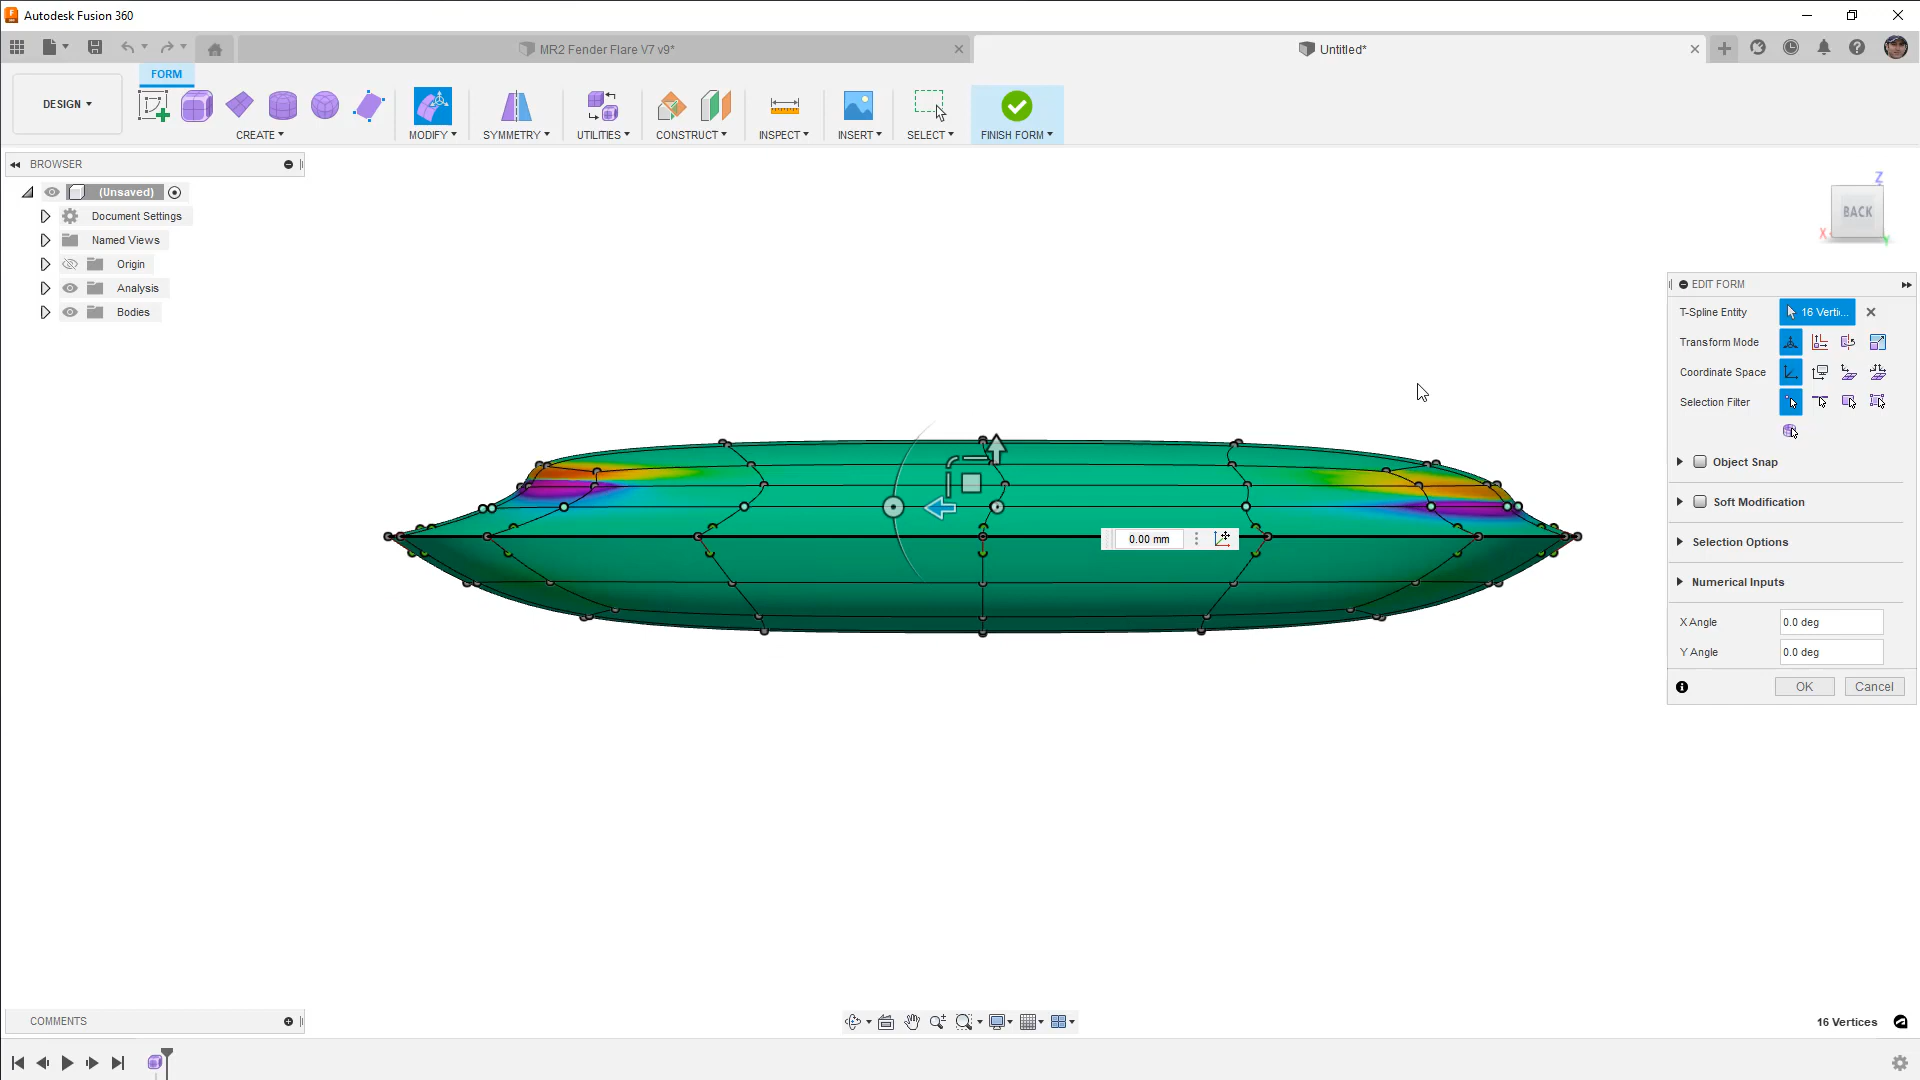 Autodesk Fusion 360
MR2 Fender Flare V7 v9*
Untitled*
FORM
DESIGN
CREATE
MODIFY
SYMMETRY
UTILITIES
CONSTRUCT
INSPECT
INSERT
SELECT
FINISH FORM
BROWSER
(Unsaved)
Document Settings
Named Views
Origin
Analysis
Bodies
Z
BACK
X
Y
EDIT FORM
T-Spline Entity
16 Verti...
Transform Mode
Coordinate Space
Selection Filter
Object Snap
Soft Modification
Selection Options
Numerical Inputs
X Angle
0.0 deg
Y Angle
0.0 deg
OK
Cancel
0.00 mm
COMMENTS
16 Vertices